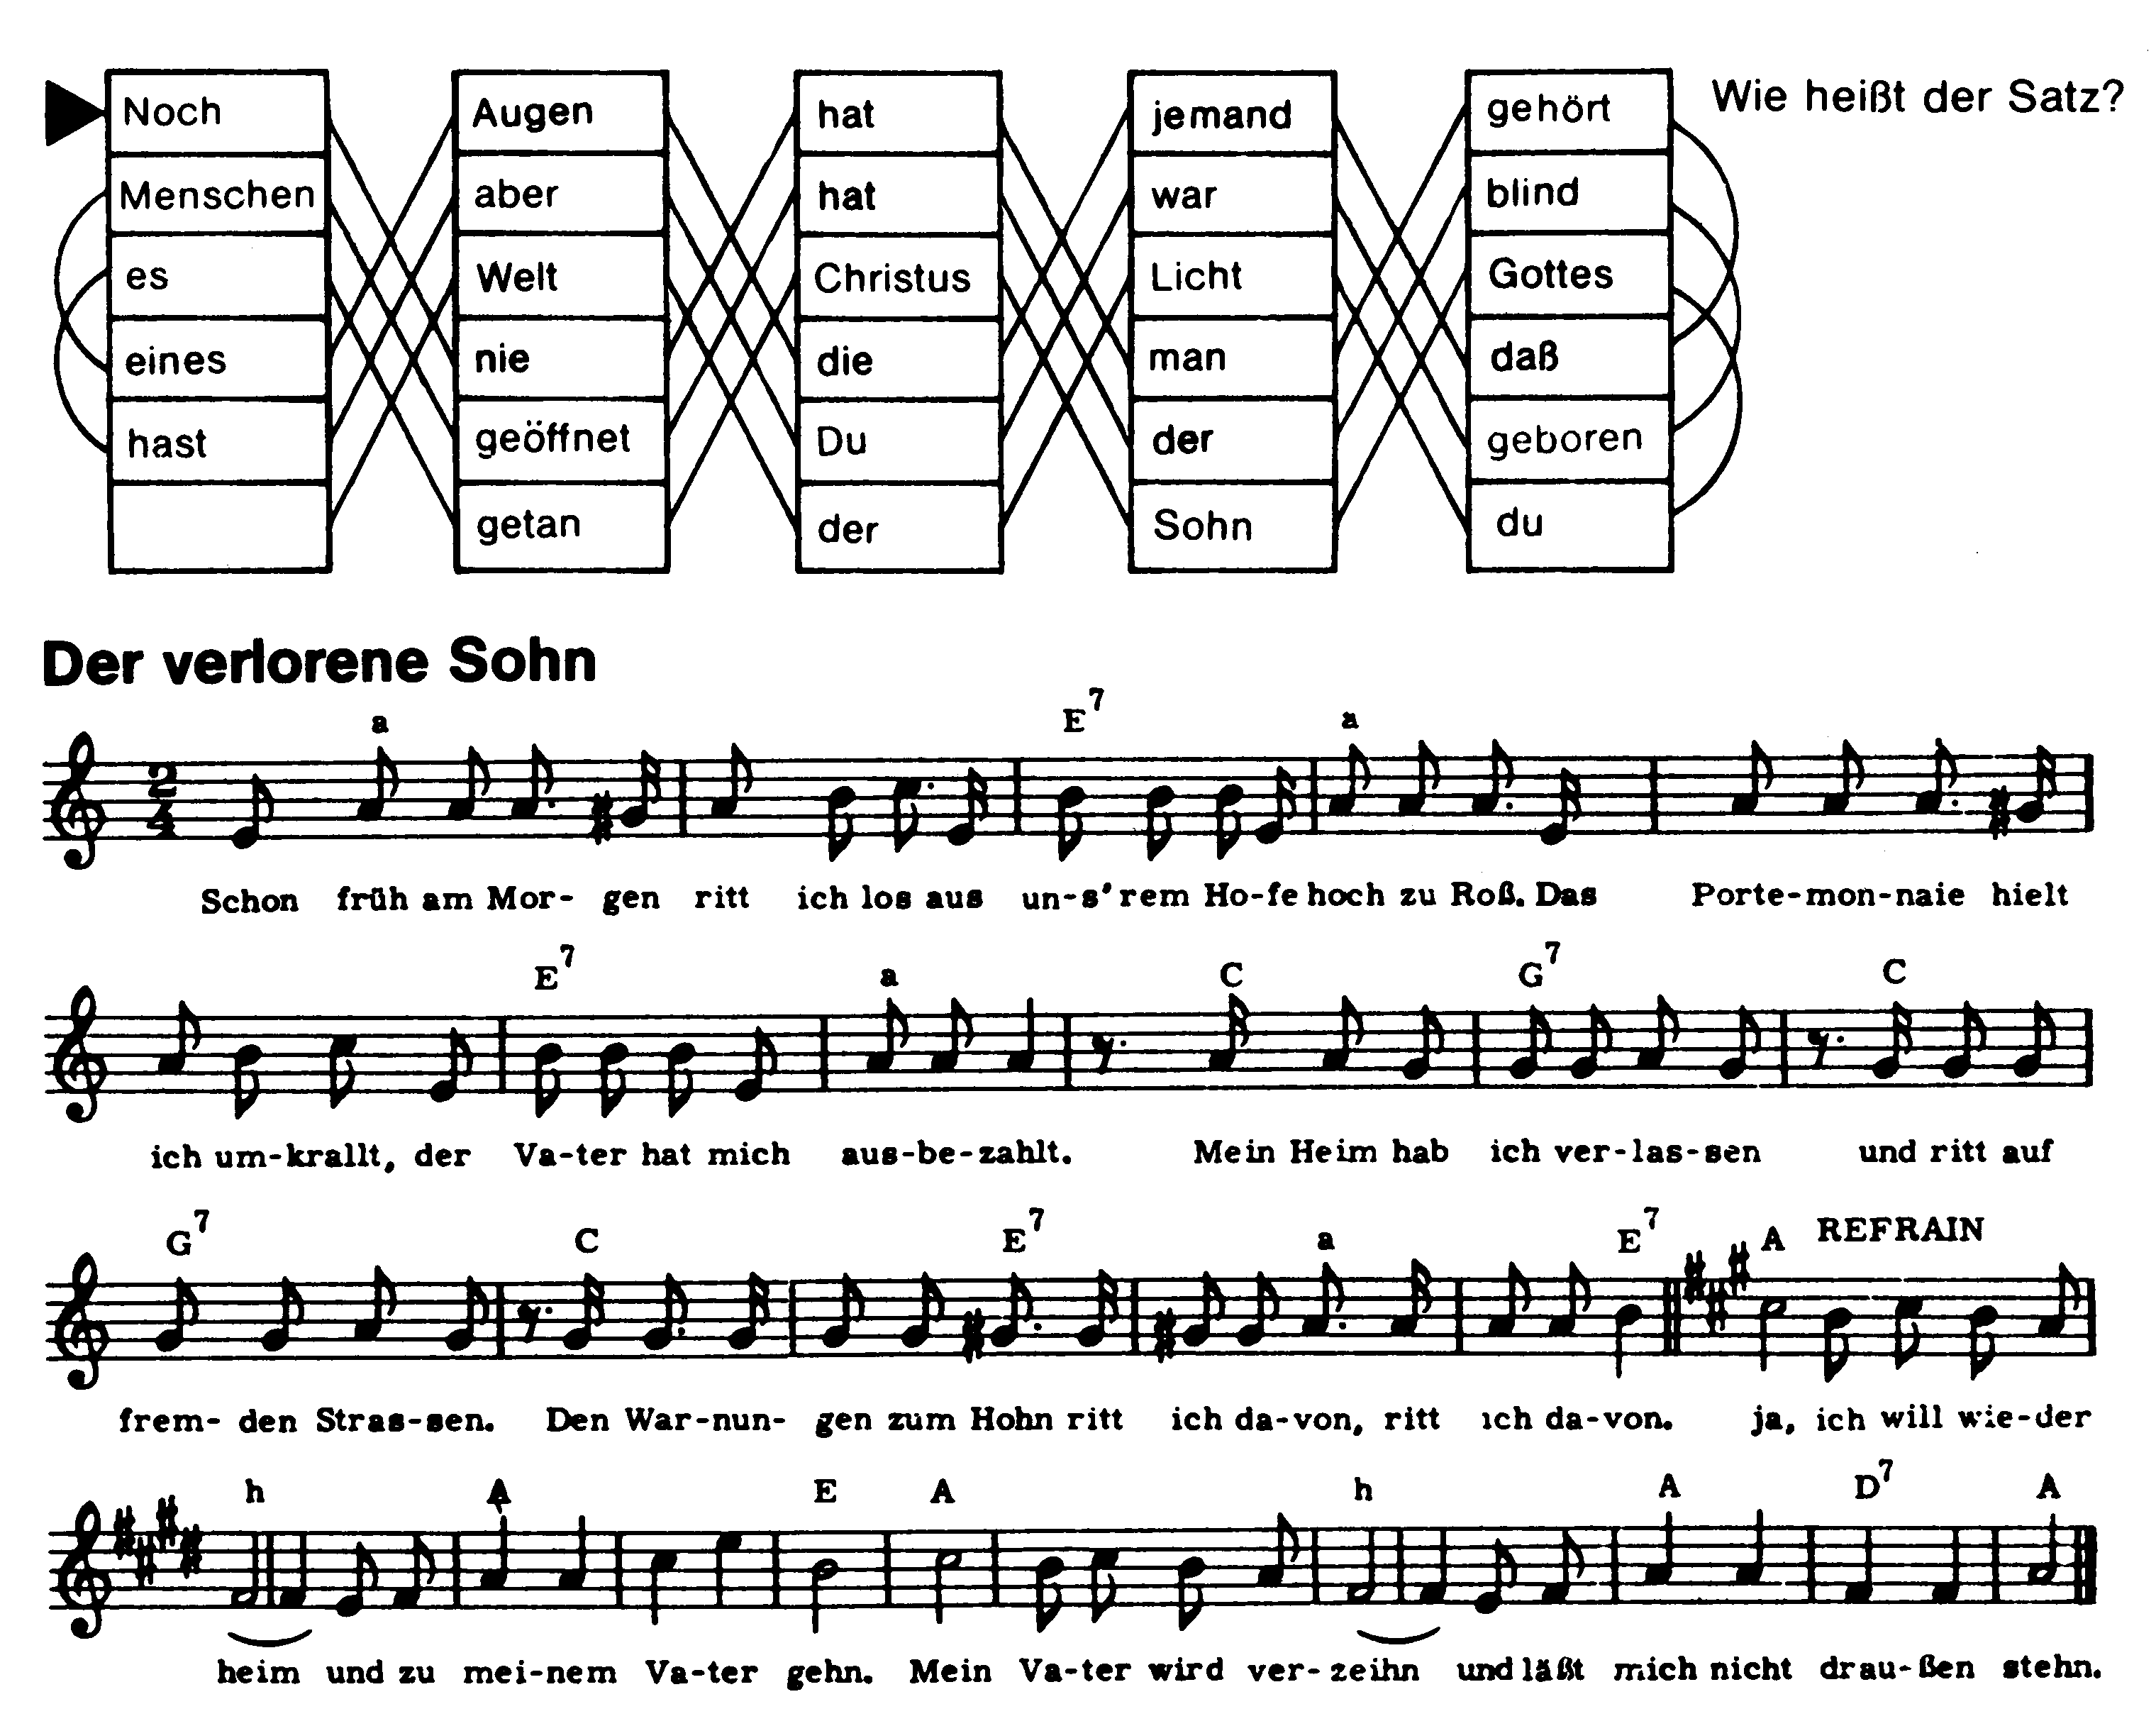 Noch Augen hat jemand gehört Wie heißt der Satz?
Menschen aber hat war blind
es Welt Christus Licht Gottes
eines nie die man daß
hast geöffnet Du der geboren
getan der Sohn du
Der verlorene Sohn
a E7 a
2
4
Schon früh am Mor- gen ritt ich los aus un-s'rem Ho-fe hoch zu Roß. Das Porte-mon-naie hielt
E7 a C G7 C
ich um-krallt, der Va-ter hat mich aus-be-zahlt. Mein Heim hab ich ver-las-sen und ritt auf
G7 C E7 a E7 A REFRAIN
frem- den Stras-sen. Den War-nun- gen zum Hohn ritt ich da-von, ritt ich da-von. ja, ich will wie-der
h A E A h A D7 A
heim und zu mei-nem Va-ter gehn. Mein Va-ter wird ver-zeihn und läßt mich nicht drau-ßen stehn.